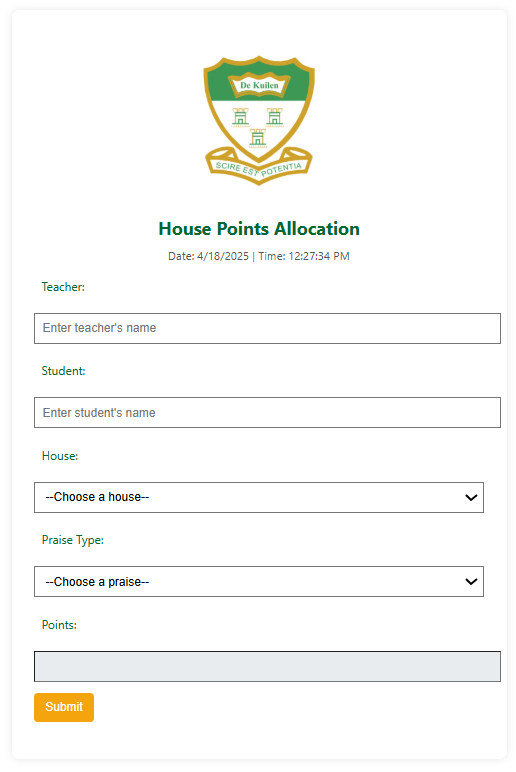 De Kuilen
SCIRE EST POTENTIA
House Points Allocation
Date: 4/18/2025 | Time: 12:27:34 PM
Teacher:
Enter teacher's name
Student:
Enter student's name
House:
--Choose a house--
Praise Type:
--Choose a praise--
Points:
Submit